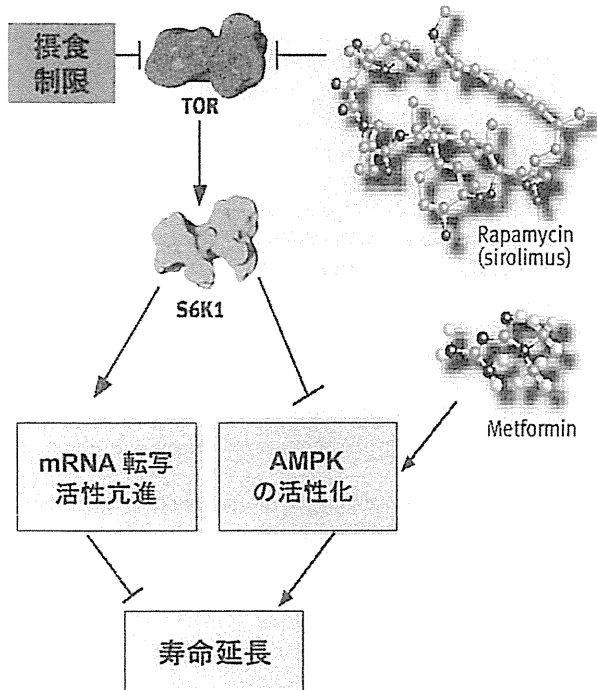 摂食
制限
TOR
Rapamycin
(sirolimus)
S6K1
Metformin
mRNA 転写
活性亢進
AMPK
の活性化
寿命延長